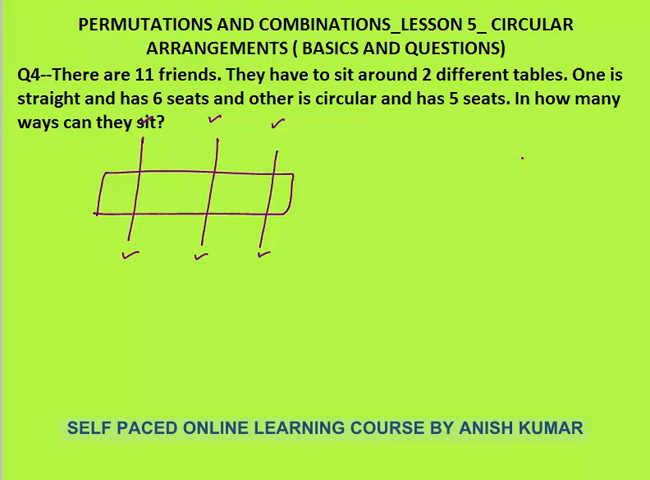 PERMUTATIONS AND COMBINATIONS_LESSON 5_ CIRCULAR
ARRANGEMENTS ( BASICS AND QUESTIONS)
Q4--There are 11 friends. They have to sit around 2 different tables. One is
straight and has 6 seats and other is circular and has 5 seats. In how many
ways can they sit?
SELF PACED ONLINE LEARNING COURSE BY ANISH KUMAR